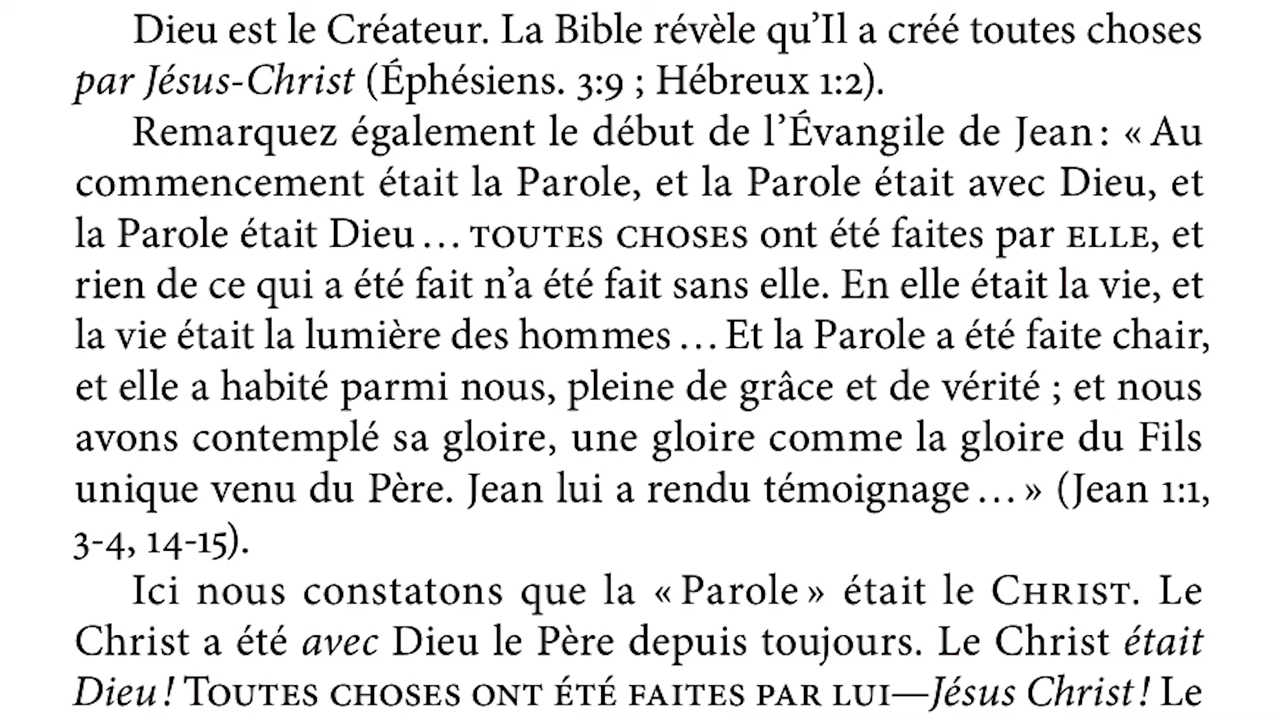 Dieu est le Créateur. La Bible révèle qu’Il a créé toutes choses
par Jésus-Christ (Éphésiens. 3:9 ; Hébreux 1:2).
Remarquez également le début de l’Évangile de Jean : « Au
commencement était la Parole, et la Parole était avec Dieu, et
la Parole était Dieu … TOUTES CHOSES ont été faites par ELLE, et
rien de ce qui a été fait n’a été fait sans elle. En elle était la vie, et
la vie était la lumière des hommes … Et la Parole a été faite chair,
et elle a habité parmi nous, pleine de grâce et de vérité ; et nous
avons contemplé sa gloire, une gloire comme la gloire du Fils
unique venu du Père. Jean lui a rendu témoignage … » (Jean 1:1,
3-4, 14-15).
Ici nous constatons que la « Parole » était le CHRIST. Le
Christ a été avec Dieu le Père depuis toujours. Le Christ était
Dieu ! TOUTES CHOSES ONT ÉTÉ FAITES PAR LUI—Jésus Christ ! Le